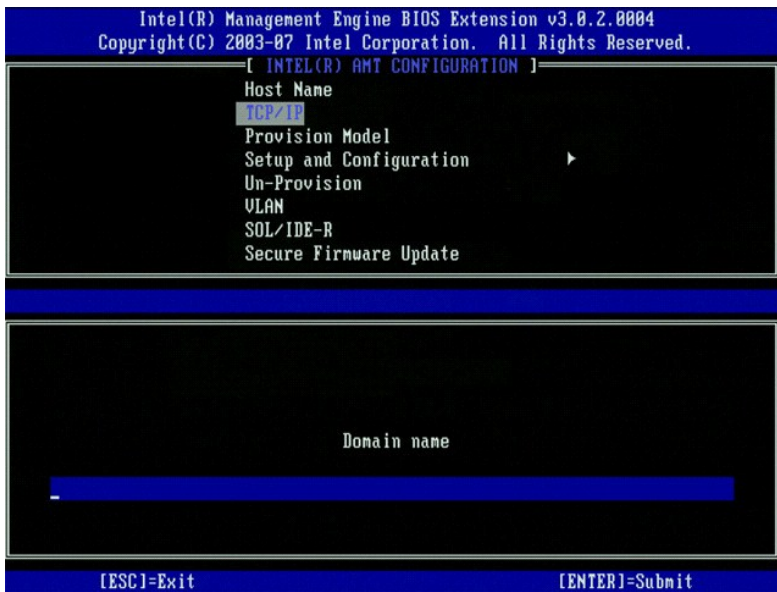 Intel(R) Management Engine BIOS Extension v3.0.2.0004
Copyright(C) 2003-07 Intel Corporation. All Rights Reserved.
[ INTEL(R) AMT CONFIGURATION ]
Host Name
TCP/IP
Provision Model
Setup and Configuration
Un-Provision
VLAN
SOL/IDE-R
Secure Firmware Update
Domain name
[ESC]=Exit [ENTER]=Submit